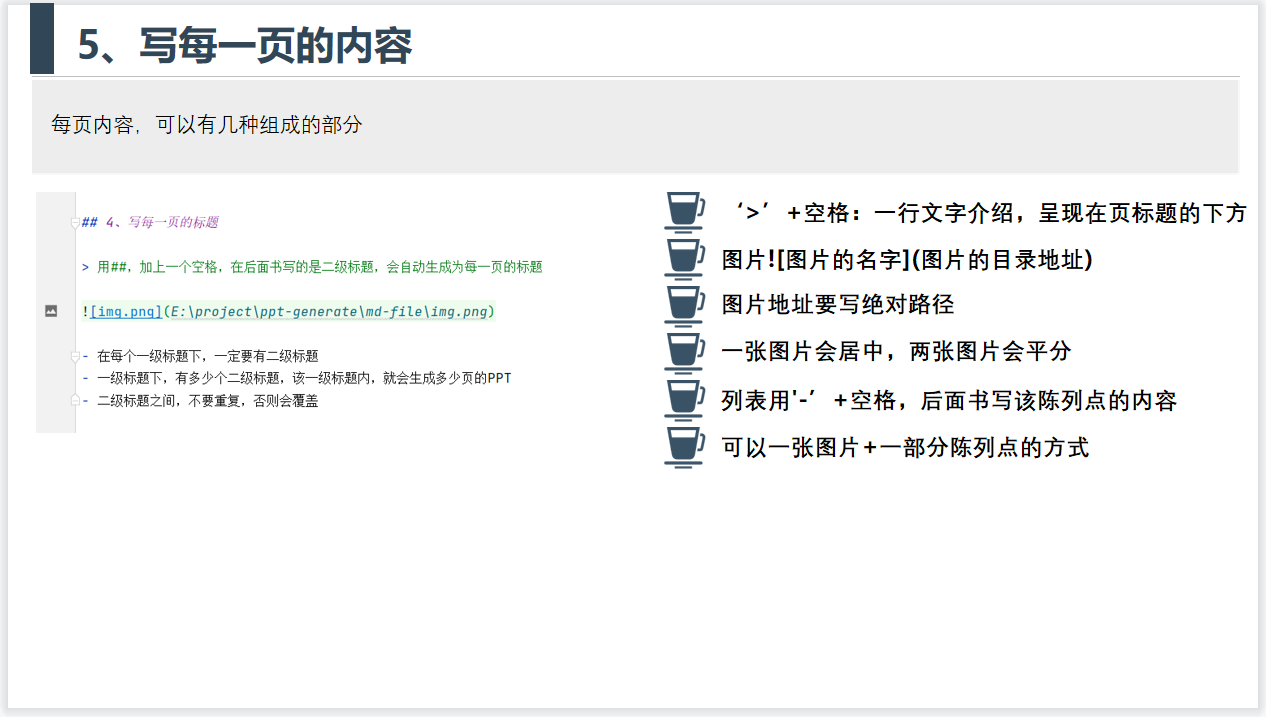 5、写每一页的内容
每页内容，可以有几种组成的部分
## 4、写每一页的标题
> 用##，加上一个空格，在后面书写的是二级标题，会自动生成为每一页的标题
![img.png](E:\project\ppt-generate\md-file\img.png)
- 在每个一级标题下，一定要有二级标题
- 一级标题下，有多少个二级标题，该一级标题内，就会生成多少页的PPT
- 二级标题之间，不要重复，否则会覆盖
‘>’+空格：一行文字介绍，呈现在页标题的下方
图片![图片的名字](图片的目录地址)
图片地址要写绝对路径
一张图片会居中，两张图片会平分
列表用'-’+空格，后面书写该陈列点的内容
可以一张图片+一部分陈列点的方式